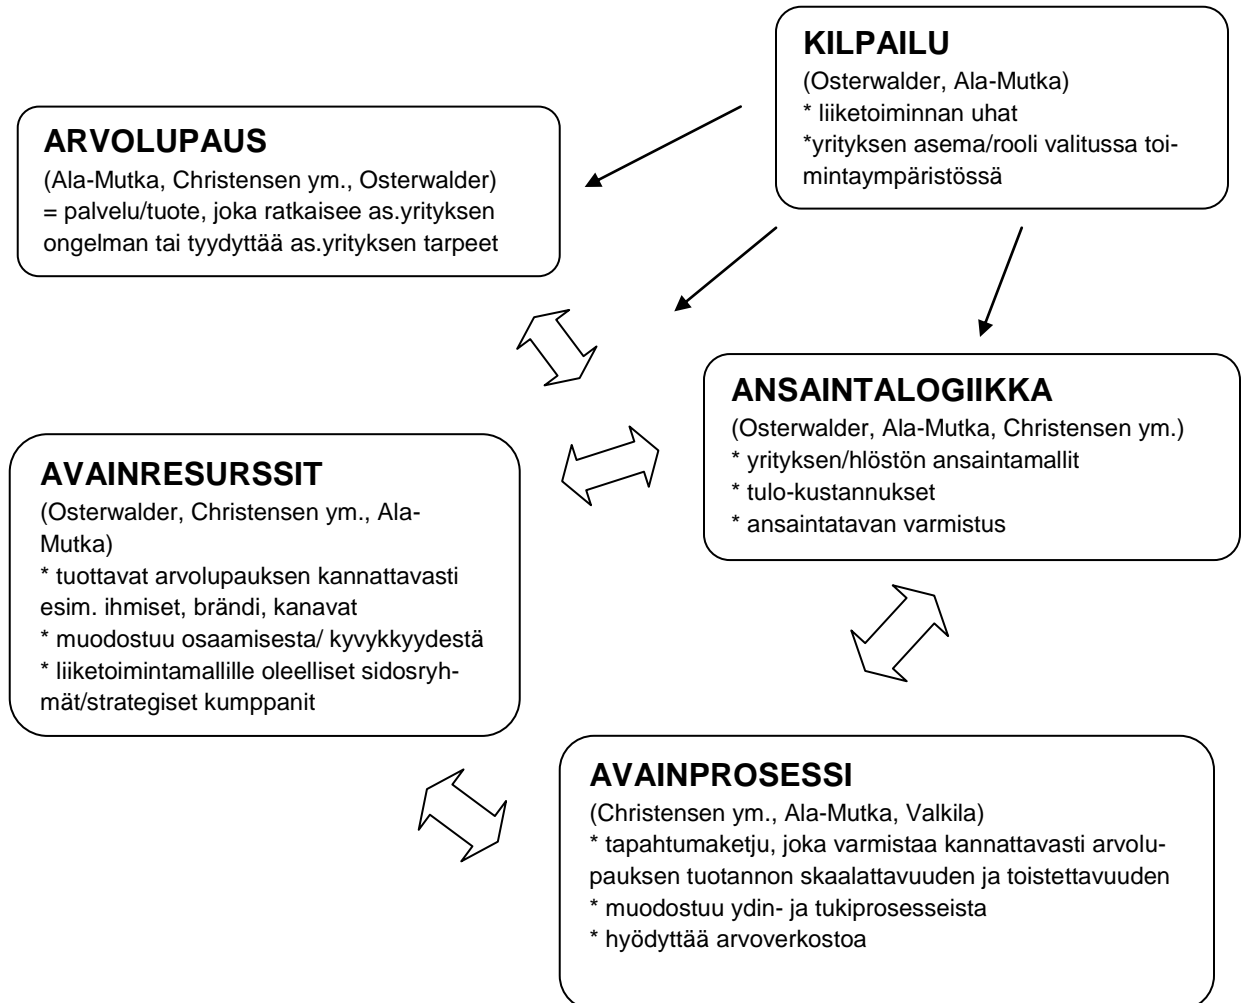 KILPAILU
(Osterwalder, Ala-Mutka)
* liiketoiminnan uhat
*yrityksen asema/rooli valitussa toi-
mintaympäristössä
ARVOLUPAUS
(Ala-Mutka, Christensen ym., Osterwalder)
= palvelu/tuote, joka ratkaisee as.yrityksen
ongelman tai tyydyttää as.yrityksen tarpeet
ANSAINTALOGIIKKA
(Osterwalder, Ala-Mutka, Christensen ym.)
* yrityksen/hlöstön ansaintamallit
* tulo-kustannukset
* ansaintatavan varmistus
AVAINRESURSSIT
(Osterwalder, Christensen ym., Ala-
Mutka)
* tuottavat arvolupauksen kannattavasti
esim. ihmiset, brändi, kanavat
* muodostuu osaamisesta/ kyvykkyydestä
* liiketoimintamallille oleelliset sidosryh-
mät/strategiset kumppanit
AVAINPROSESSI
(Christensen ym., Ala-Mutka, Valkila)
* tapahtumaketju, joka varmistaa kannattavasti arvolu-
pauksen tuotannon skaalattavuuden ja toistettavuuden
* muodostuu ydin- ja tukiprosesseista
* hyödyttää arvoverkostoa